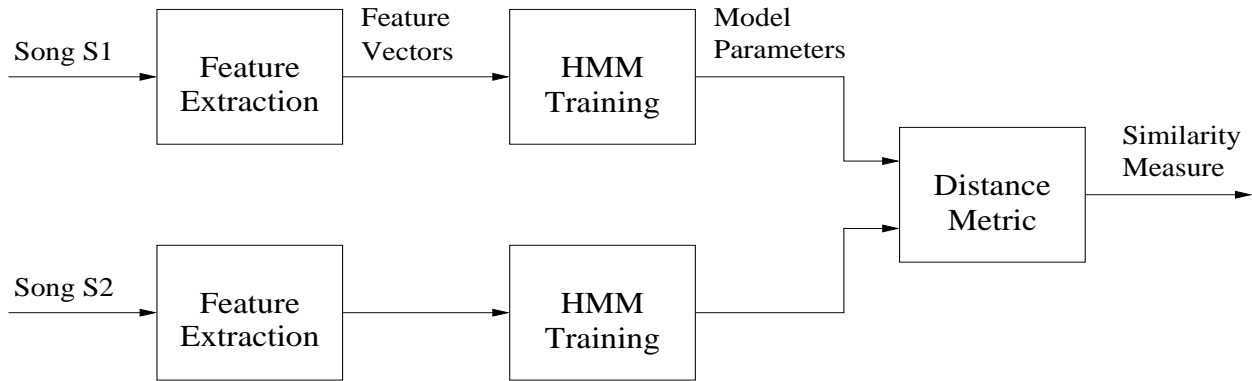 Song S1
Feature
Extraction
Feature
Vectors
HMM
Training
Model
Parameters
Distance
Metric
Similarity
Measure
Song S2
Feature
Extraction
HMM
Training